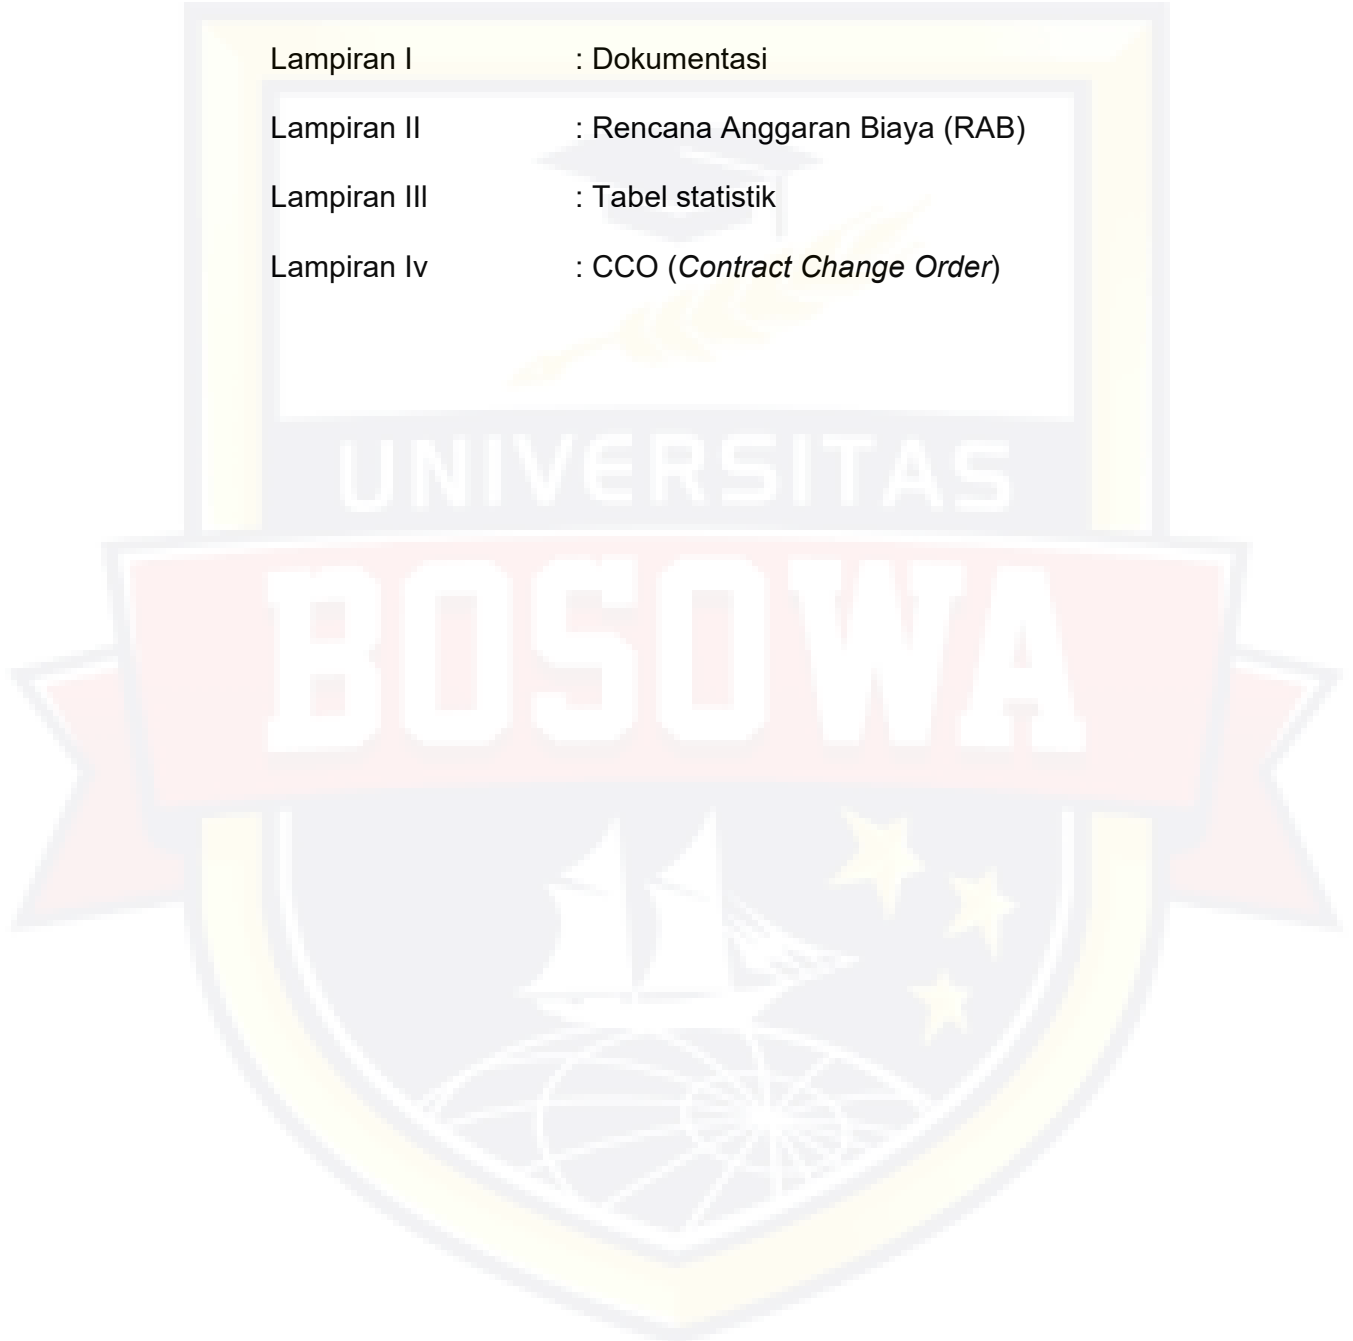 Lampiran I : Dokumentasi
Lampiran II : Rencana Anggaran Biaya (RAB)
Lampiran III : Tabel statistik
Lampiran Iv : CCO (Contract Change Order)
UNIVERSITAS
BOSOWA